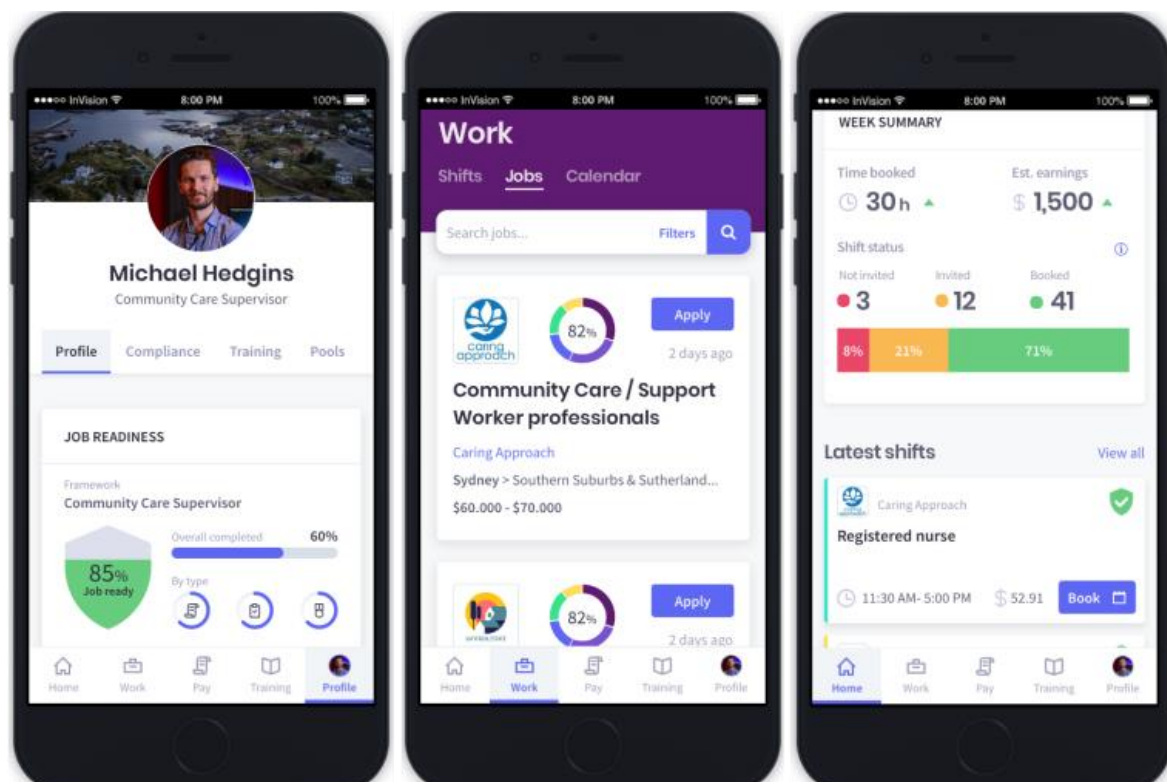 InVision
8:00 PM
100%
Michael Hedgins
Community Care Supervisor
Profile
Compliance
Training
Pools
JOB READINESS
Framework
Community Care Supervisor
Overall completed
60%
85%
Job ready
By type
Home
Work
Pay
Training
Profile
InVision
8:00 PM
100%
Work
Shifts
Jobs
Calendar
Search jobs...
Filters
caring
approach
82%
Apply
2 days ago
Community Care / Support
Worker professionals
Caring Approach
Sydney > Southern Suburbs & Sutherland...
$60.000 - $70.000
82%
Apply
2 days ago
Home
Work
Pay
Training
Profile
InVision
8:00 PM
100%
WEEK SUMMARY
Time booked
Est. earnings
30 h
$ 1,500
Shift status
Not invited
Invited
Booked
3
12
41
8%
21%
71%
Latest shifts
View all
caring
approach
Caring Approach
Registered nurse
11:30 AM- 5:00 PM
$ 52.91
Book
Home
Work
Pay
Training
Profile